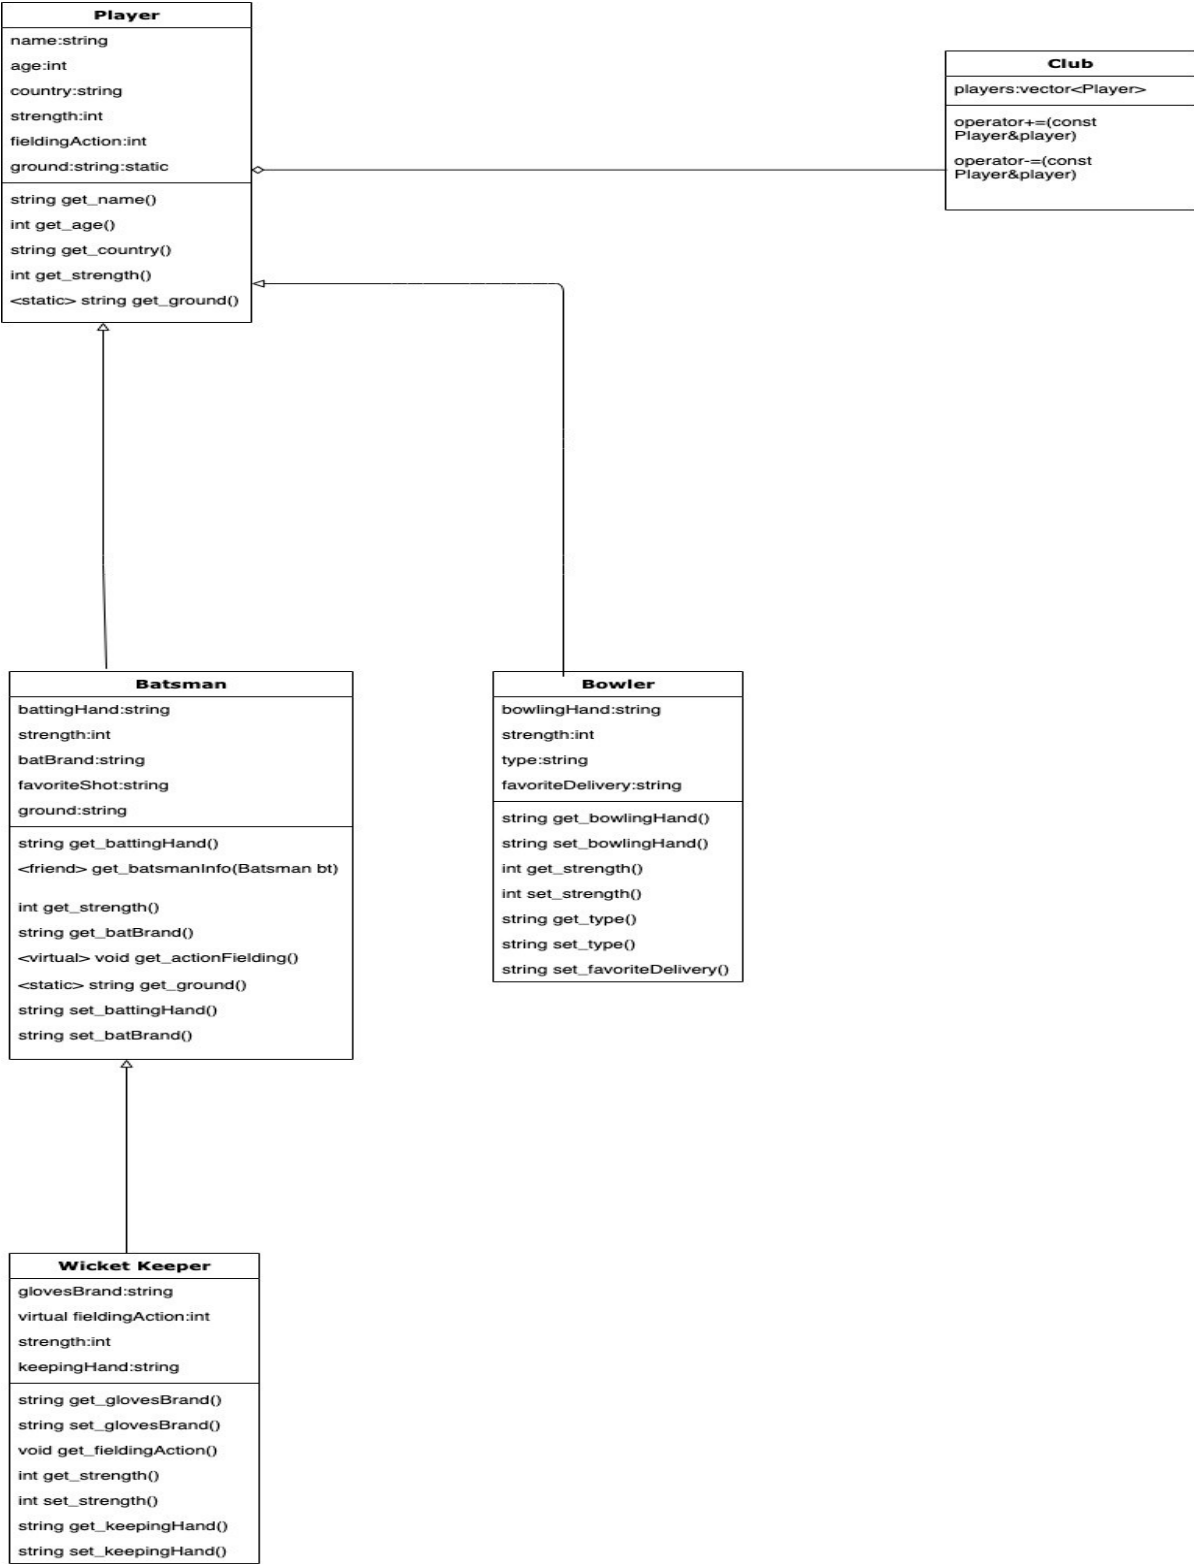 Player
name:string
age:int
country:string
strength:int
fieldingAction:int
ground:string:static
string get_name()
int get_age()
string get_country()
int get_strength()
<static> string get_ground()
Club
players:vector<Player>
operator+=(const
Player&player)
operator-=(const
Player&player)
Batsman
battingHand:string
strength:int
batBrand:string
favoriteShot:string
ground:string
string get_battingHand()
<friend> get_batsmanInfo(Batsman bt)
int get_strength()
string get_batBrand()
<virtual> void get_actionFielding()
<static> string get_ground()
string set_battingHand()
string set_batBrand()
Bowler
bowlingHand:string
strength:int
type:string
favoriteDelivery:string
string get_bowlingHand()
string set_bowlingHand()
int get_strength()
int set_strength()
string get_type()
string set_type()
string set_favoriteDelivery()
Wicket Keeper
glovesBrand:string
virtual fieldingAction:int
strength:int
keepingHand:string
string get_glovesBrand()
string set_glovesBrand()
void get_fieldingAction()
int get_strength()
int set_strength()
string get_keepingHand()
string set_keepingHand()